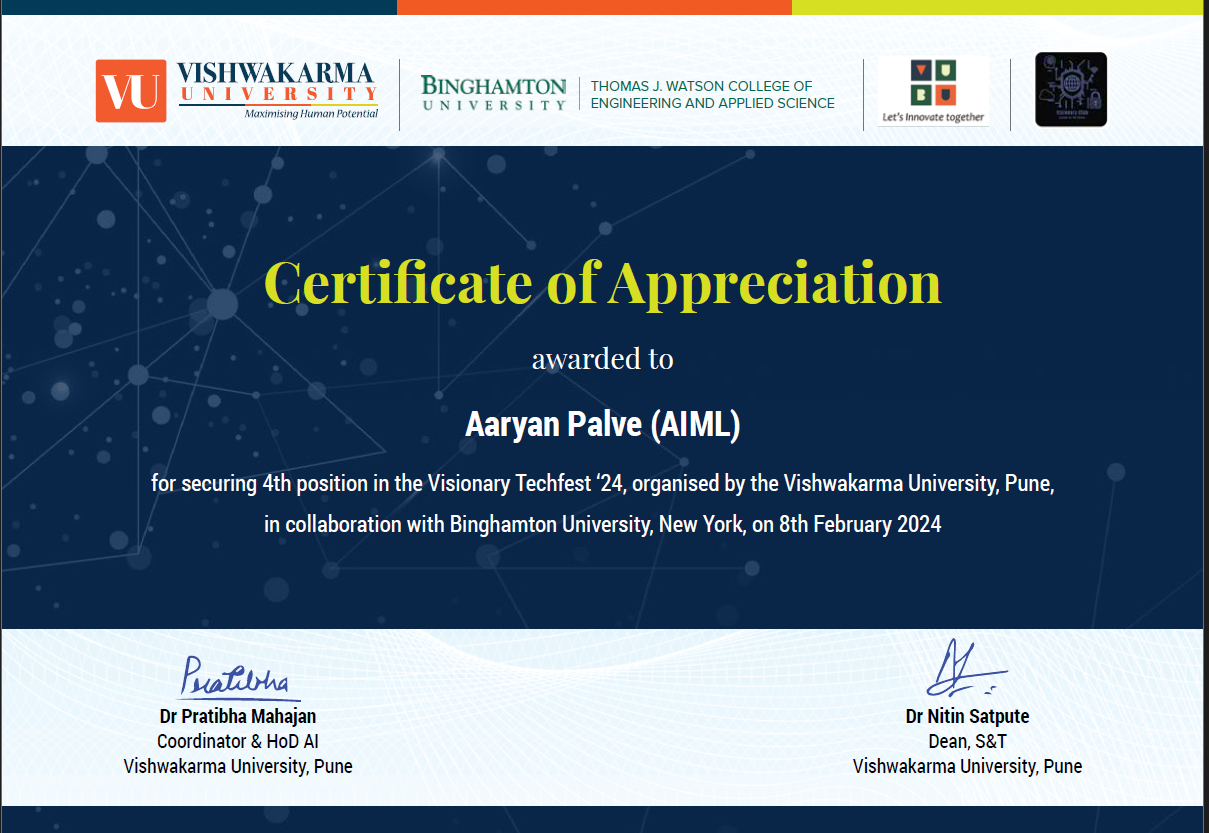 VU VISHWAKARMA
UNIVERSITY
Maximising Human Potential
BINGHAMTON
UNIVERSITY
THOMAS J. WATSON COLLEGE OF
ENGINEERING AND APPLIED SCIENCE
V U
B U
Let's Innovate together
Visionary Club
Certificate of Appreciation
awarded to
Aaryan Palve (AIML)
for securing 4th position in the Visionary Techfest ‘24, organised by the Vishwakarma University, Pune,
in collaboration with Binghamton University, New York, on 8th February 2024
Pratibha
Dr Pratibha Mahajan
Coordinator & HoD AI
Vishwakarma University, Pune
Dr Nitin Satpute
Dean, S&T
Vishwakarma University, Pune